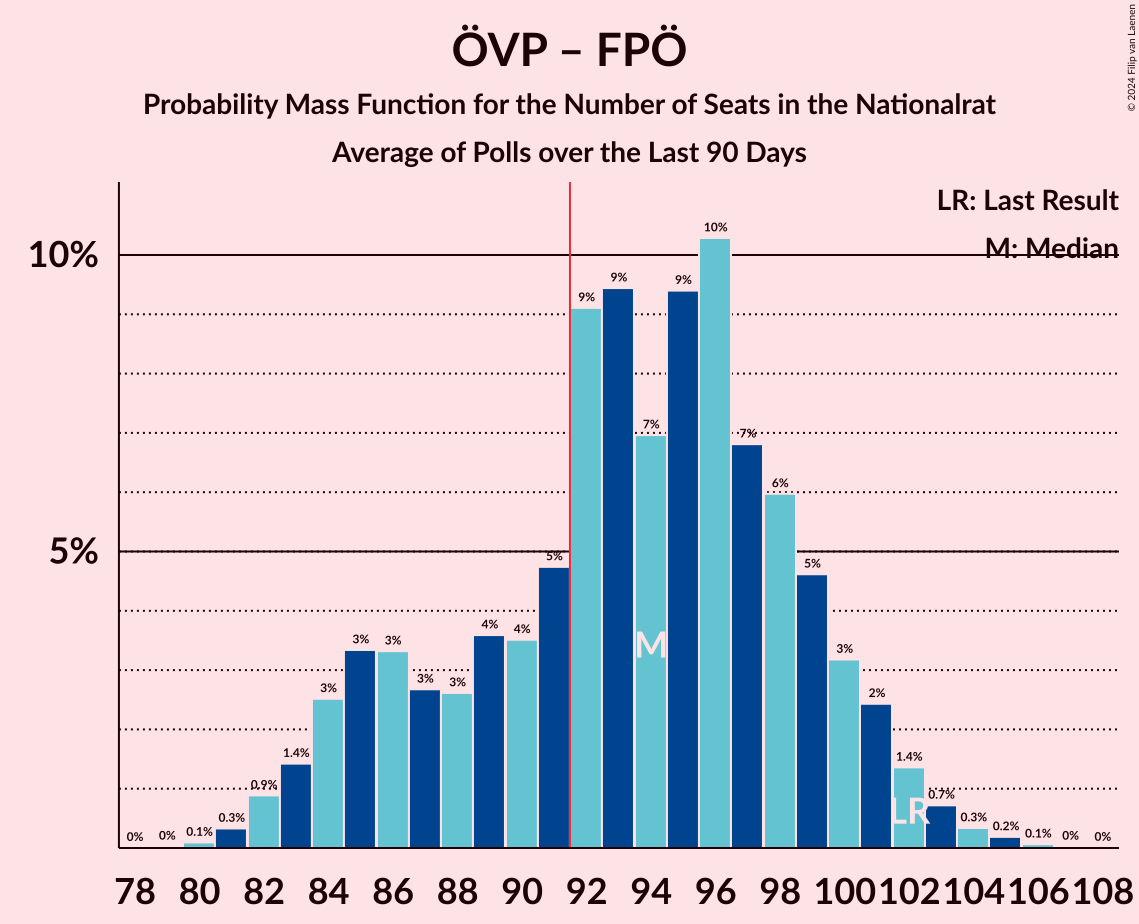 ÖVP – FPÖ
Probability Mass Function for the Number of Seats in the Nationalrat
Average of Polls over the Last 90 Days
© 2024 Filip van Laenen
LR: Last Result
M: Median
10%
5%
0% 0% 0.1% 0.3% 0.9% 1.4% 3% 3% 3% 3% 3% 4% 4% 5% 9% 9% 7% 9% 10% 7% 6% 5% 3% 2% 1.4% 0.7% 0.3% 0.2% 0.1% 0% 0%
M
LR
78 80 82 84 86 88 90 92 94 96 98 100 102 104 106 108